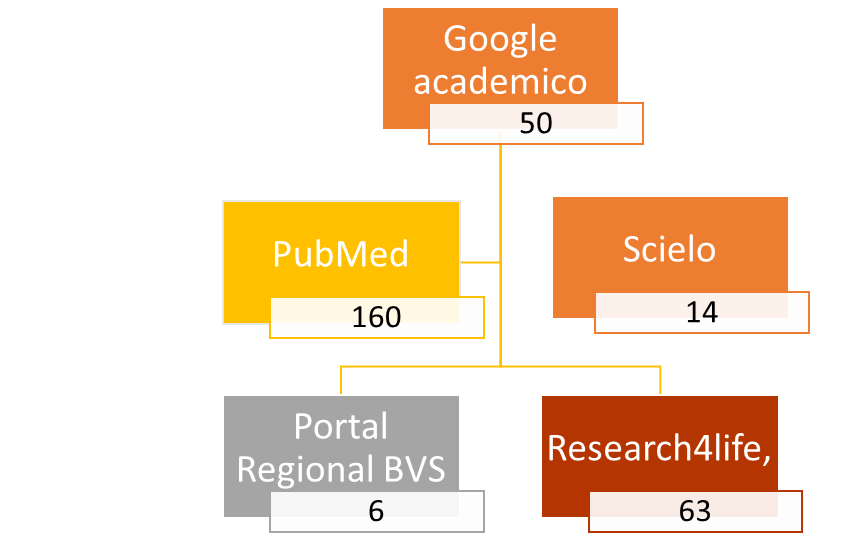 Google
academico
50
PubMed
160
Scielo
14
Portal
Regional BVS
6
Research4life,
63